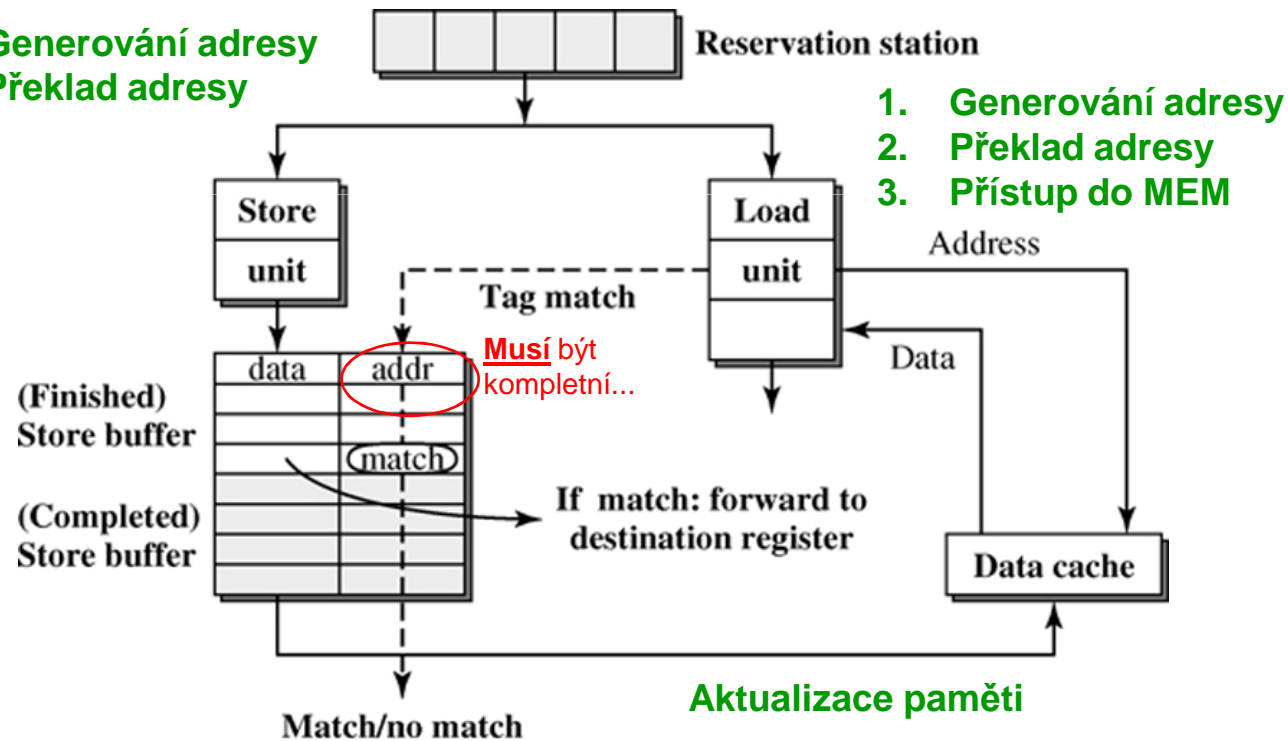 Generování adresy
Překlad adresy
Reservation station
1. Generování adresy
2. Překlad adresy
3. Přístup do MEM
Store
unit
Load
unit
Address
Tag match
Data
Musí být
kompletní...
data addr
(Finished)
Store buffer
match
(Completed)
Store buffer
If match: forward to
destination register
Data cache
Aktualizace paměti
Match/no match